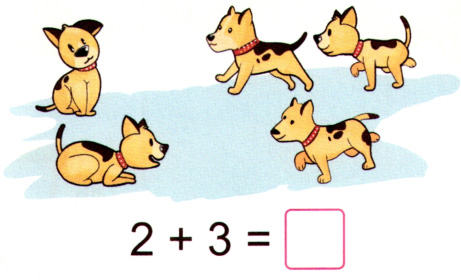 2 + 3 =